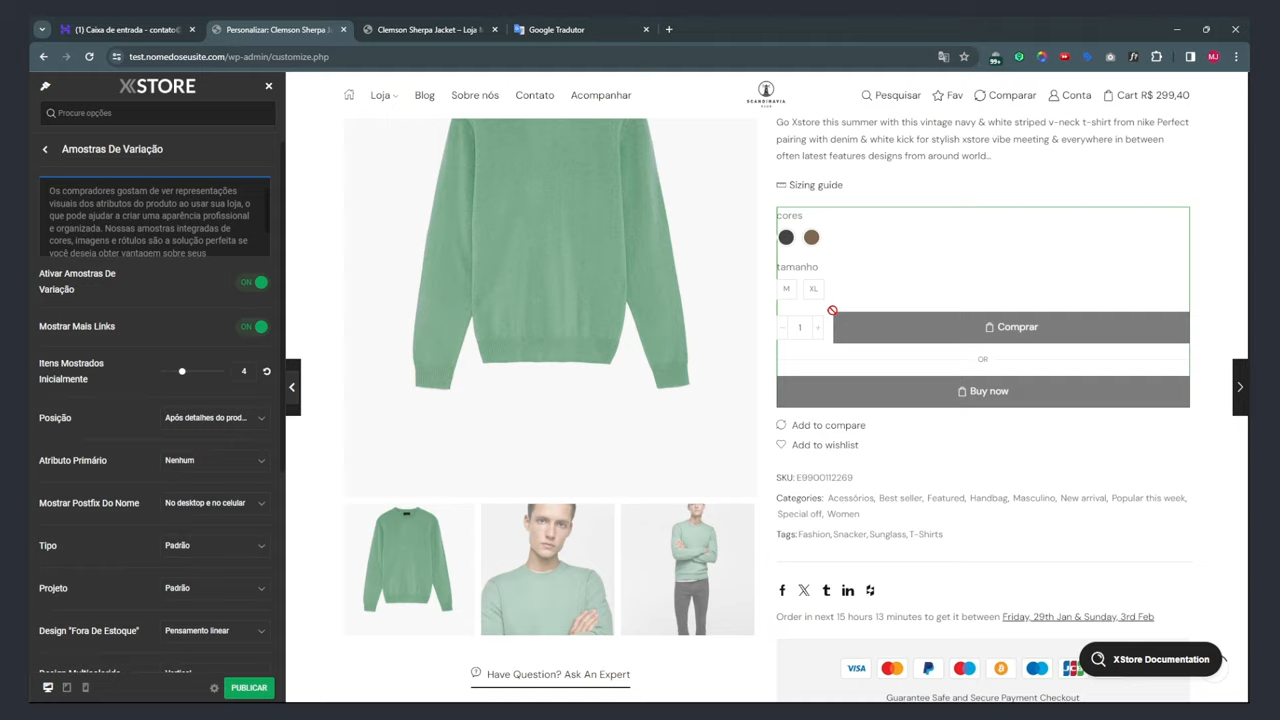 (1) Caixa de entrada - contato@
Personalizar: Clemson Sherpa Ja
Clemson Sherpa Jacket – Loja M
Google Tradutor
test.nomedoseusite.com/wp-admin/customize.php
99+
f?
MJ
XSTORE
Procure opções
Amostras De Variação
Os compradores gostam de ver representações
visuais dos atributos do produto ao usar sua loja, o
que pode ajudar a criar uma aparência profissional
e organizada. Nossas amostras integradas de
cores, imagens e rótulos são a solução perfeita se
você deseja obter vantagem sobre seus
Ativar Amostras De
Variação
ON
Mostrar Mais Links
ON
Itens Mostrados
Inicialmente
4
Posição
Após detalhes do prod...
Atributo Primário
Nenhum
Mostrar Postfix Do Nome
No desktop e no celular
Tipo
Padrão
Projeto
Padrão
Design "Fora De Estoque"
Pensamento linear
PUBLICAR
Loja
Blog
Sobre nós
Contato
Acompanhar
SCANDINAVIA
CLUB
Pesquisar
Fav
Comparar
Conta
Cart R$ 299,40
Go Xstore this summer with this vintage navy & white striped v-neck t-shirt from nike Perfect
pairing with denim & white kick for stylish xstore vibe meeting & everywhere in between
often latest features designs from around world...
Sizing guide
cores
tamanho
M
XL
- 1 +
Comprar
OR
Buy now
Add to compare
Add to wishlist
SKU: E9900112269
Categories: Acessórios, Best seller, Featured, Handbag, Masculino, New arrival, Popular this week,
Special off, Women
Tags: Fashion, Snacker, Sunglass, T-Shirts
Order in next 15 hours 13 minutes to get it between Friday, 29th Jan & Sunday, 3rd Feb
Have Question? Ask An Expert
XStore Documentation
VISA
Guarantee Safe and Secure Payment Checkout